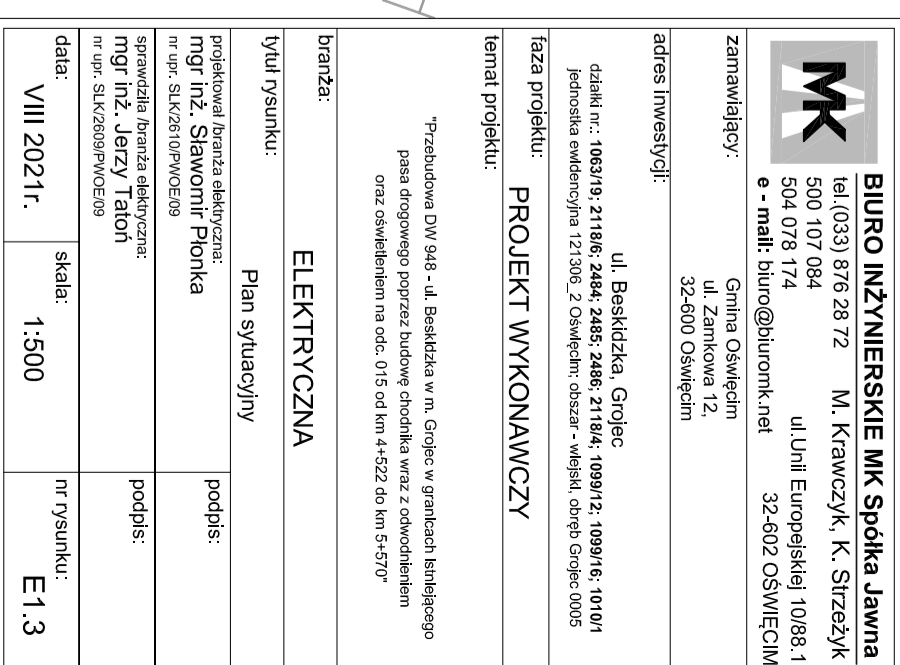 MK
BIURO INŻYNIERSKIE MK Spółka Jawna
tel.(033) 876 28 72 M. Krawczyk, K. Strzeżyk
500 107 084
504 078 174 ul.Unii Europejskiej 10/88.1
e - mail: biuro@biuromk.net 32-602 OŚWIĘCIM
zamawiający:
Gmina Oświęcim
ul. Zamkowa 12,
32-600 Oświęcim
adres inwestycji:
ul. Beskidzka, Grojec
działki nr.: 1063/19; 2118/6; 2484; 2485; 2486; 2118/4; 1099/12; 1099/16; 1010/1
jednostka ewidencyjna 121306_2 Oświęcim; obszar - wiejski, obręb Grojec 0005
faza projektu: PROJEKT WYKONAWCZY
temat projektu:
"Przebudowa DW 948 - ul. Beskidzka w m. Grojec w granicach istniejącego
pasa drogowego poprzez budowę chodnika wraz z odwodnieniem
oraz oświetleniem na odc. 015 od km 4+522 do km 5+570"
branża: ELEKTRYCZNA
tytuł rysunku: Plan sytuacyjny
projektował /branża elektryczna: podpis:
mgr inż. Sławomir Płonka
nr upr. SLK/2610/PWOE/09
sprawdziła /branża elektryczna: podpis:
mgr inż. Jerzy Tatoń
nr upr. SLK/2609/PWOE/09
data: skala: nr rysunku:
VIII 2021r. 1:500 E1.3